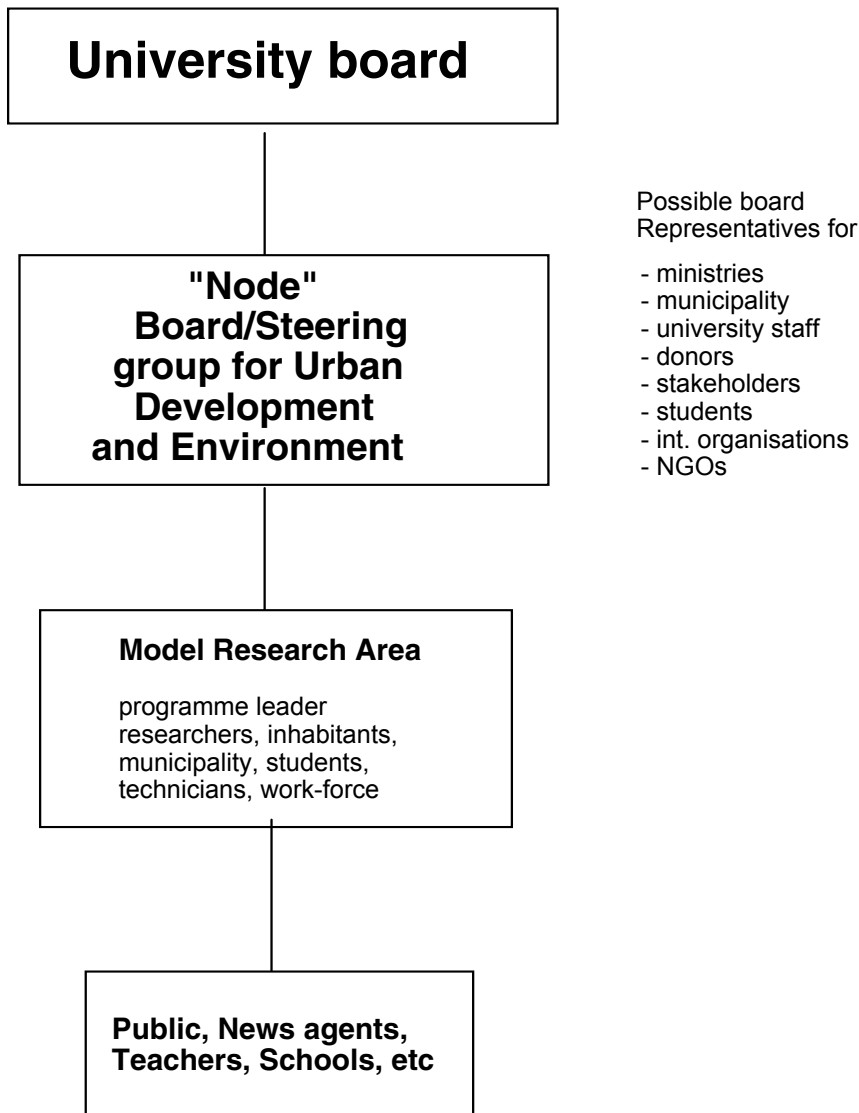 University board
Possible board
Representatives for
- ministries
- municipality
- university staff
- donors
- stakeholders
- students
- int. organisations
- NGOs
"Node"
Board/Steering
group for Urban
Development
and Environment
Model Research Area
programme leader
researchers, inhabitants,
municipality, students,
technicians, work-force
Public, News agents,
Teachers, Schools, etc